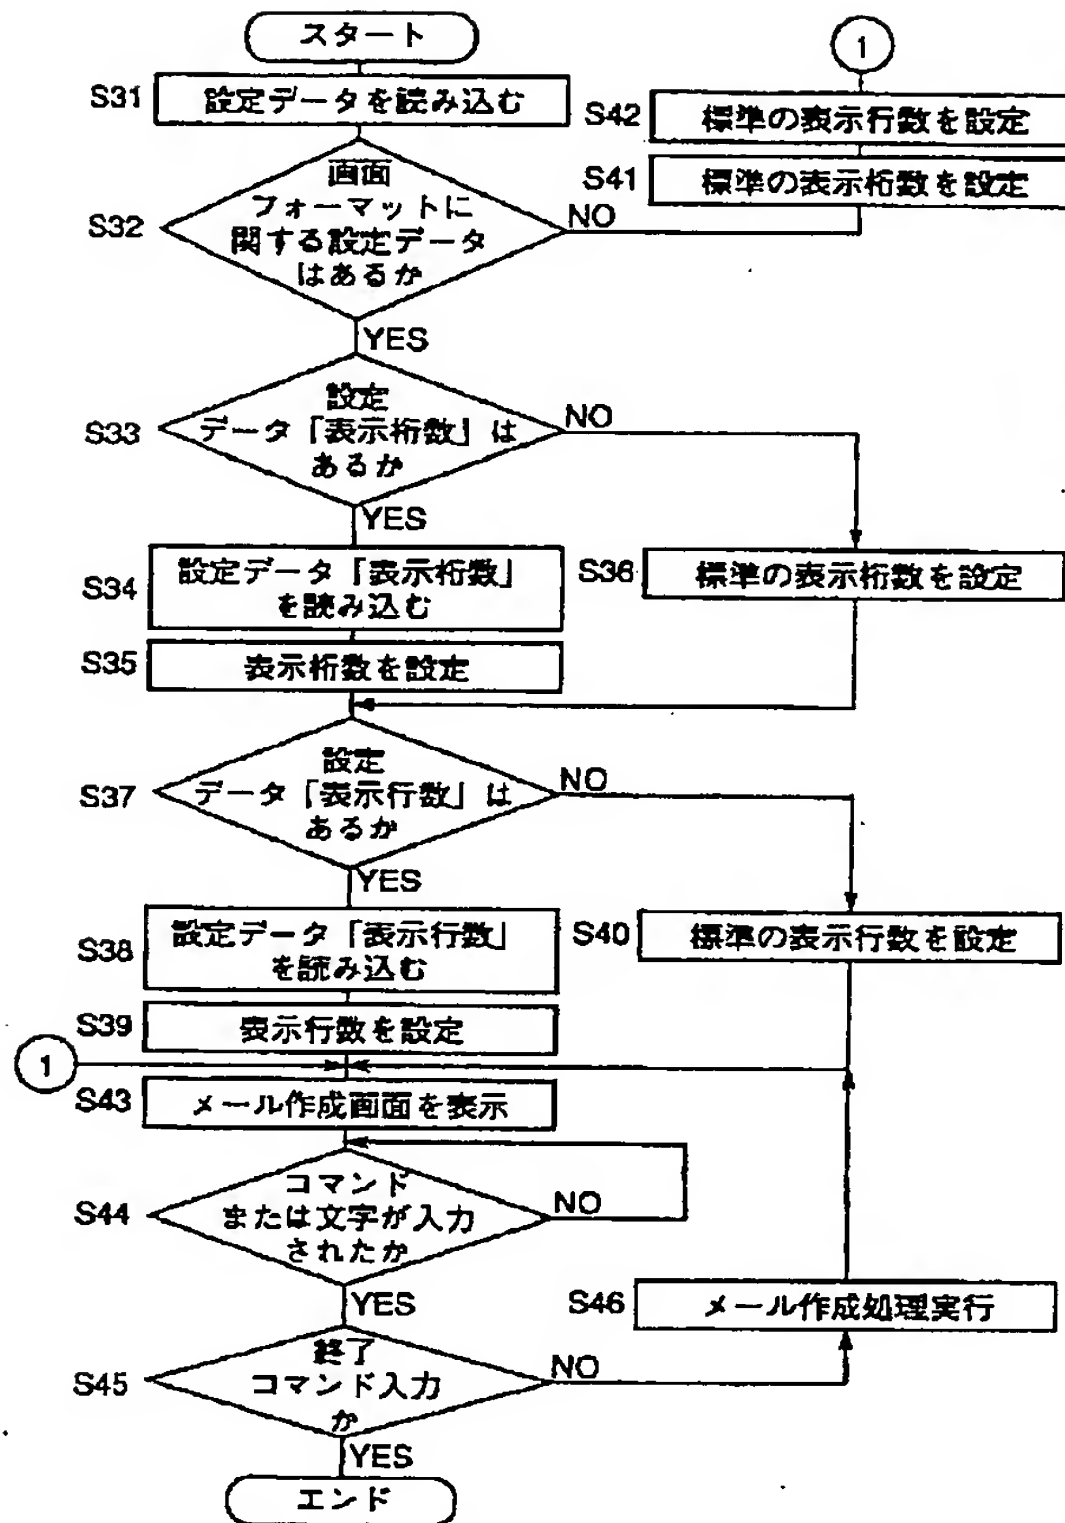 スタート
1
S31
設定データを読み込む
S42
標準の表示行数を設定
S41
標準の表示桁数を設定
S32
画面
フォーマットに
関する設定データ
はあるか
NO
YES
S33
設定
データ「表示桁数」は
あるか
NO
YES
S34
設定データ「表示桁数」
を読み込む
S36
標準の表示桁数を設定
S35
表示桁数を設定
S37
設定
データ「表示行数」は
あるか
NO
YES
S38
設定データ「表示行数」
を読み込む
S40
標準の表示行数を設定
S39
表示行数を設定
1
S43
メール作成画面を表示
S44
コマンド
または文字が入力
されたか
NO
YES
S46
メール作成処理実行
S45
終了
コマンド入力
か
NO
YES
エンド